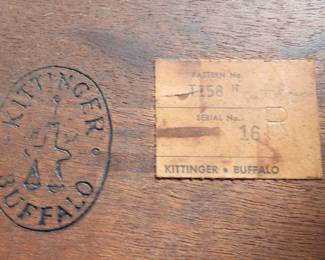 KITTINGER
BUFFALO
PATTERN No.
T158
SERIAL No.
16
KITTINGER • BUFFALO